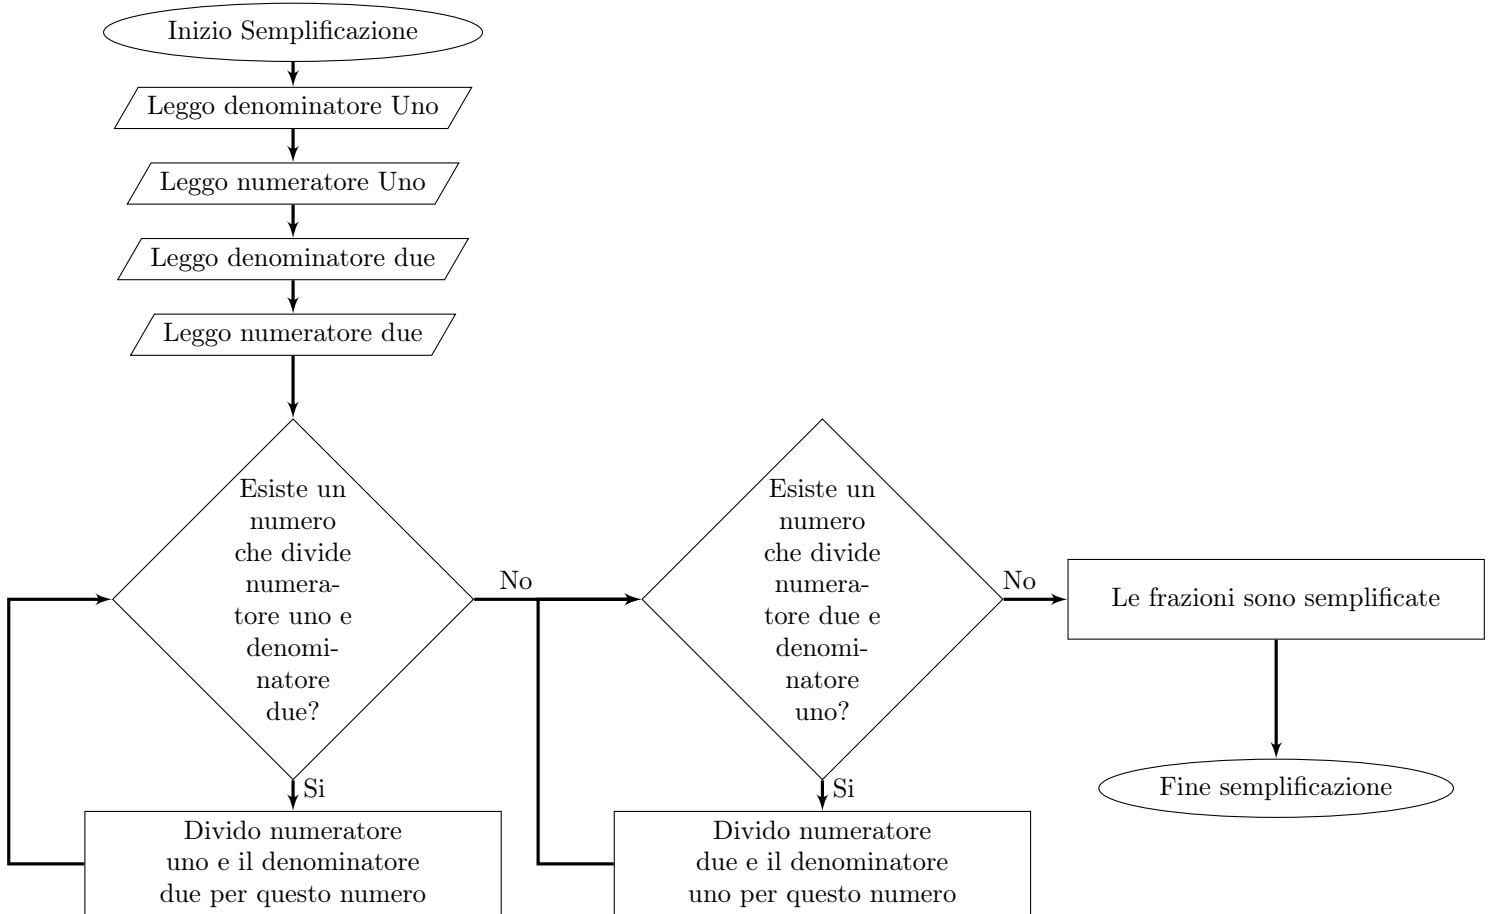 Inizio Semplificazione
Leggo denominatore Uno
Leggo numeratore Uno
Leggo denominatore due
Leggo numeratore due
Esiste un
numero
che divide
numera-
tore uno e
denomi-
natore
due?
No
Si
Divido numeratore
uno e il denominatore
due per questo numero
Esiste un
numero
che divide
numera-
tore due e
denomi-
natore
uno?
No
Si
Divido numeratore
due e il denominatore
uno per questo numero
Le frazioni sono semplificate
Fine semplificazione